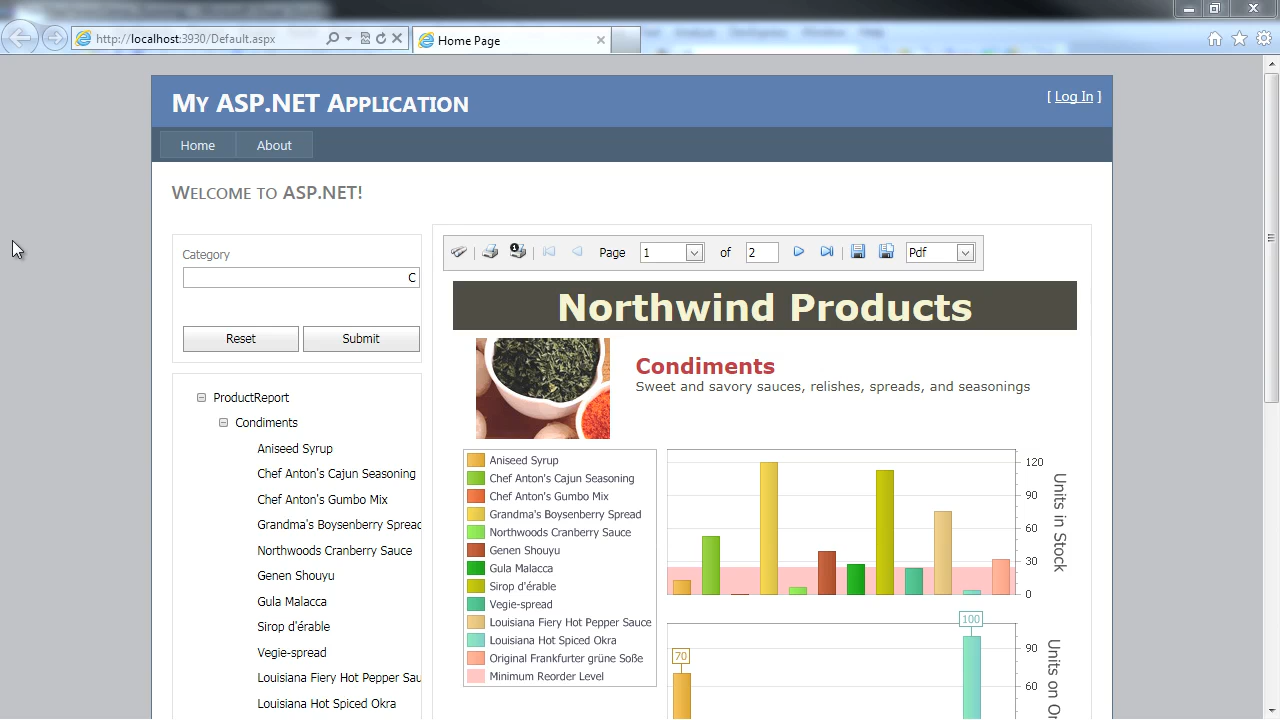 http://localhost:3930/Default.aspx
Home Page
My ASP.NET Application
[ Log In ]
Home
About
Welcome to ASP.NET!
Category
C
Reset
Submit
ProductReport
Condiments
Aniseed Syrup
Chef Anton's Cajun Seasoning
Chef Anton's Gumbo Mix
Grandma's Boysenberry Spread
Northwoods Cranberry Sauce
Genen Shouyu
Gula Malacca
Sirop d'érable
Vegie-spread
Louisiana Fiery Hot Pepper Sau
Louisiana Hot Spiced Okra
Page
1
of
2
Pdf
Northwind Products
Condiments
Sweet and savory sauces, relishes, spreads, and seasonings
Aniseed Syrup
Chef Anton's Cajun Seasoning
Chef Anton's Gumbo Mix
Grandma's Boysenberry Spread
Northwoods Cranberry Sauce
Genen Shouyu
Gula Malacca
Sirop d'érable
Vegie-spread
Louisiana Fiery Hot Pepper Sauce
Louisiana Hot Spiced Okra
Original Frankfurter grüne Soße
Minimum Reorder Level
120
90
60
30
0
Units in Stock
70
100
90
60
Units on Or